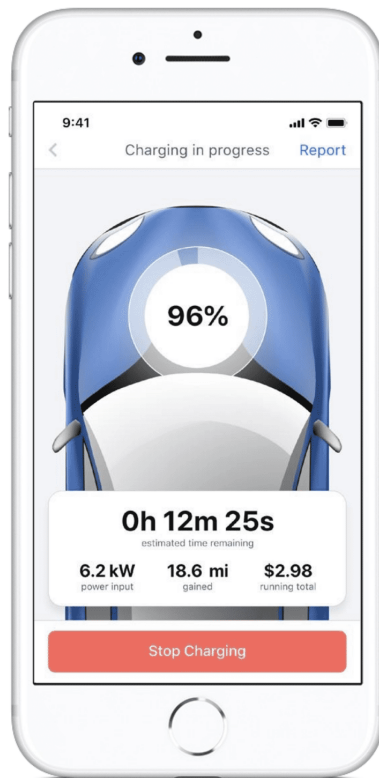 9:41
Charging in progress Report
96%
0h 12m 25s
estimated time remaining
6.2 kW 18.6 mi $2.98
power input gained running total
Stop Charging